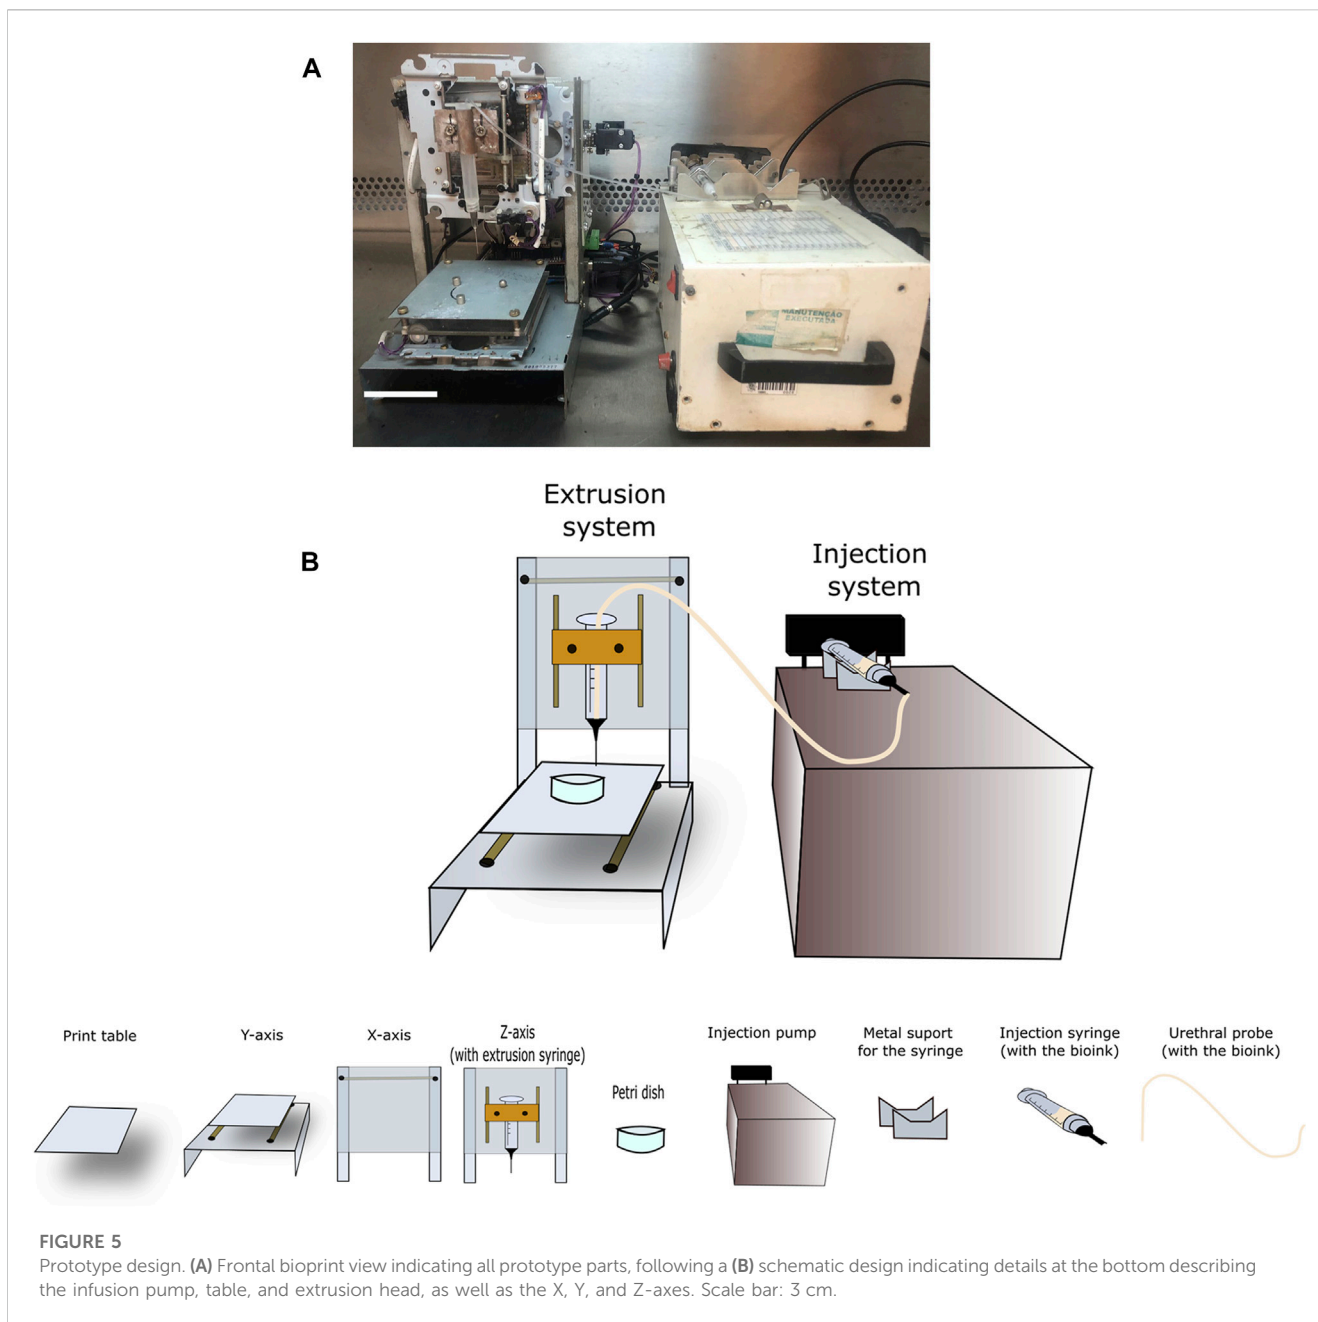 A
MANUTENÇÃO
EXECUTADA
B
Extrusion
system
Injection
system
Print table
Y-axis
X-axis
Z-axis
(with extrusion syringe)
Petri dish
Injection pump
Metal suport
for the syringe
Injection syringe
(with the bioink)
Urethral probe
(with the bioink)
FIGURE 5
Prototype design. (A) Frontal bioprint view indicating all prototype parts, following a (B) schematic design indicating details at the bottom describing
the infusion pump, table, and extrusion head, as well as the X, Y, and Z-axes. Scale bar: 3 cm.